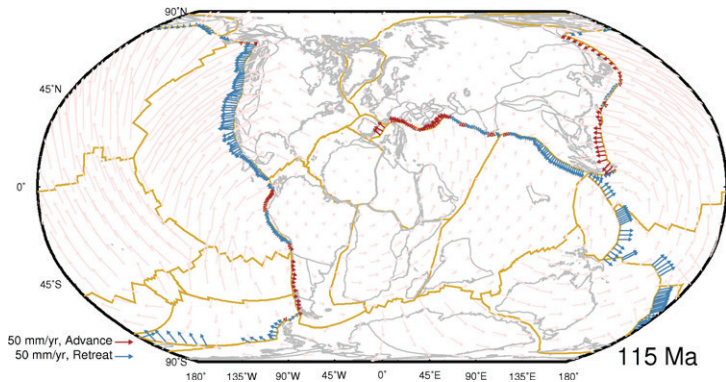 90˚N
45˚N
0˚
45˚S
50 mm/yr, Advance
50 mm/yr, Retreat
115 Ma
90˚S
180˚ 135˚W 90˚W 45˚W 0˚ 45˚E 90˚E 135˚E 180˚